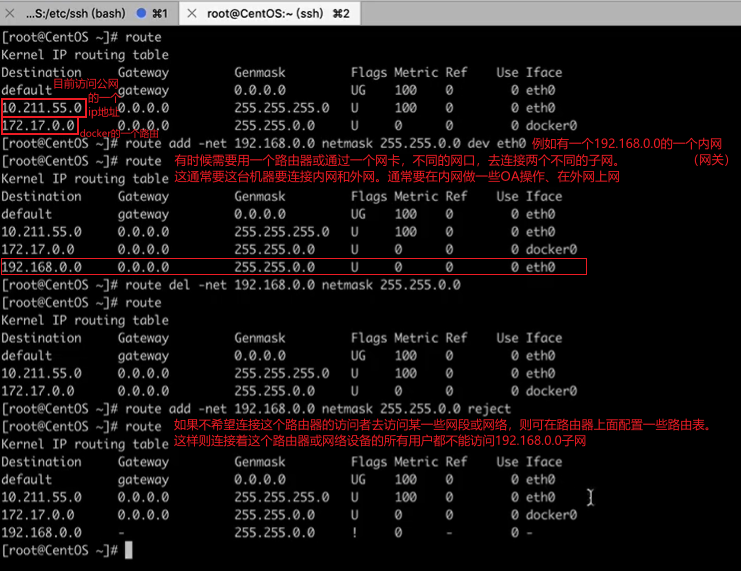 ...S:/etc/ssh (bash) ⌘1 root@CentOS:~ (ssh) ⌘2
[root@CentOS ~]# route
Kernel IP routing table
Destination Gateway Genmask Flags Metric Ref Use Iface
default gateway 0.0.0.0 UG 100 0 0 eth0
10.211.55.0 0.0.0.0 255.255.255.0 U 100 0 0 eth0
172.17.0.0 0.0.0.0 255.255.0.0 U 0 0 0 docker0
目前访问公网
的一个
ip地址
docker的一个路由
[root@CentOS ~]# route add -net 192.168.0.0 netmask 255.255.0.0 dev eth0 例如有一个192.168.0.0的一个内网
(网关)
[root@CentOS ~]# route 有时候需要用一个路由器或通过一个网卡，不同的网口，去连接两个不同的子网。
Kernel IP routing table 这通常要这台机器要连接内网和外网。通常要在内网做一些OA操作、在外网上网
Destination Gateway Genmask Flags Metric Ref Use Iface
default gateway 0.0.0.0 UG 100 0 0 eth0
10.211.55.0 0.0.0.0 255.255.255.0 U 100 0 0 eth0
172.17.0.0 0.0.0.0 255.255.0.0 U 0 0 0 docker0
192.168.0.0 0.0.0.0 255.255.0.0 U 0 0 0 eth0
[root@CentOS ~]# route del -net 192.168.0.0 netmask 255.255.0.0
[root@CentOS ~]# route
Kernel IP routing table
Destination Gateway Genmask Flags Metric Ref Use Iface
default gateway 0.0.0.0 UG 100 0 0 eth0
10.211.55.0 0.0.0.0 255.255.255.0 U 100 0 0 eth0
172.17.0.0 0.0.0.0 255.255.0.0 U 0 0 0 docker0
[root@CentOS ~]# route add -net 192.168.0.0 netmask 255.255.0.0 reject
[root@CentOS ~]# route 如果不希望连接这个路由器的访问者去访问某一些网段或网络，则可在路由器上面配置一些路由表。
Kernel IP routing table 这样则连接着这个路由器或网络设备的所有用户都不能访问192.168.0.0子网
Destination Gateway Genmask Flags Metric Ref Use Iface
default gateway 0.0.0.0 UG 100 0 0 eth0
10.211.55.0 0.0.0.0 255.255.255.0 U 100 0 0 eth0
172.17.0.0 0.0.0.0 255.255.0.0 U 0 0 0 docker0
192.168.0.0 - 255.255.0.0 ! 0 - 0 -
[root@CentOS ~]#